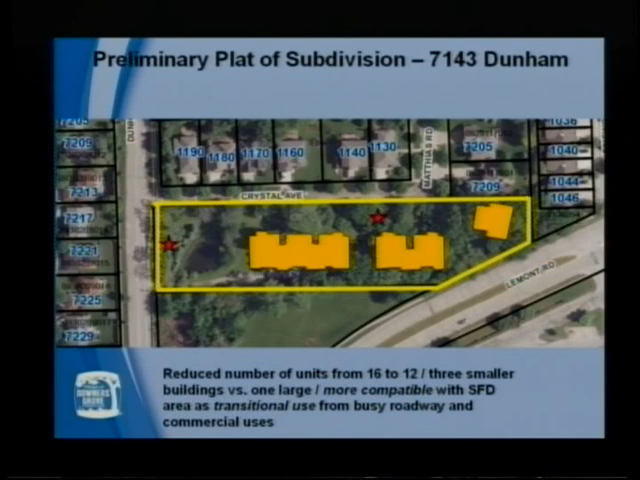 Preliminary Plat of Subdivision – 7143 Dunham
7205
7209
7213
7217
7221
7225
7229
1190
1180
1170
1160
1140
1130
MATTHIAS RD
7205
7209
1036
1040
1044
1046
CRYSTAL AVE
LEMONT RD
Reduced number of units from 16 to 12 / three smaller
buildings vs. one large / more compatible with SFD
area as transitional use from busy roadway and
commercial uses
DOWNERS
GROVE